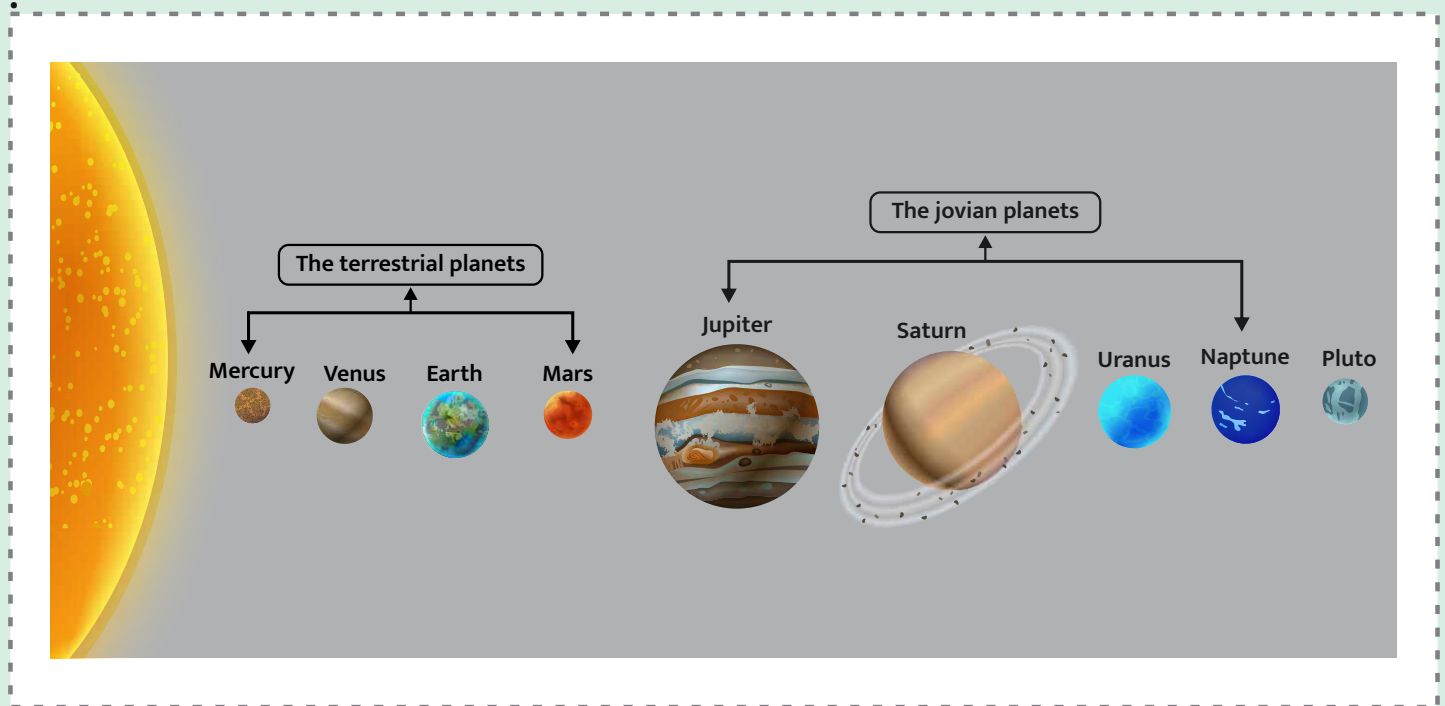 The jovian planets
The terrestrial planets
Jupiter
Saturn
Mercury
Venus
Earth
Mars
Uranus
Naptune
Pluto